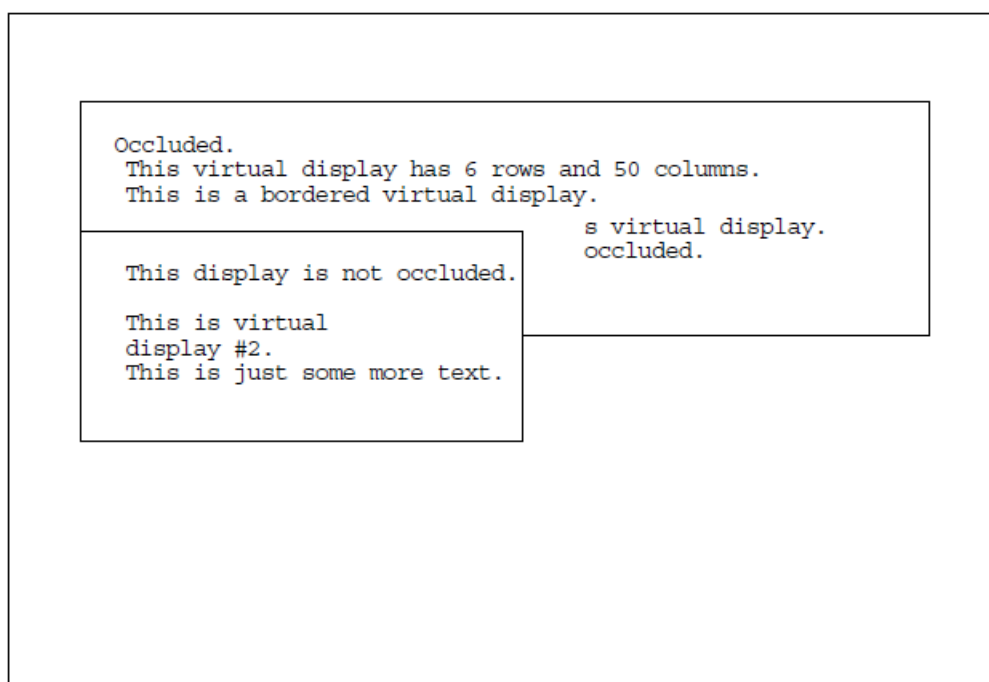 Occluded.
This virtual display has 6 rows and 50 columns.
This is a bordered virtual display.
s virtual display.
occluded.
This display is not occluded.
This is virtual
display #2.
This is just some more text.